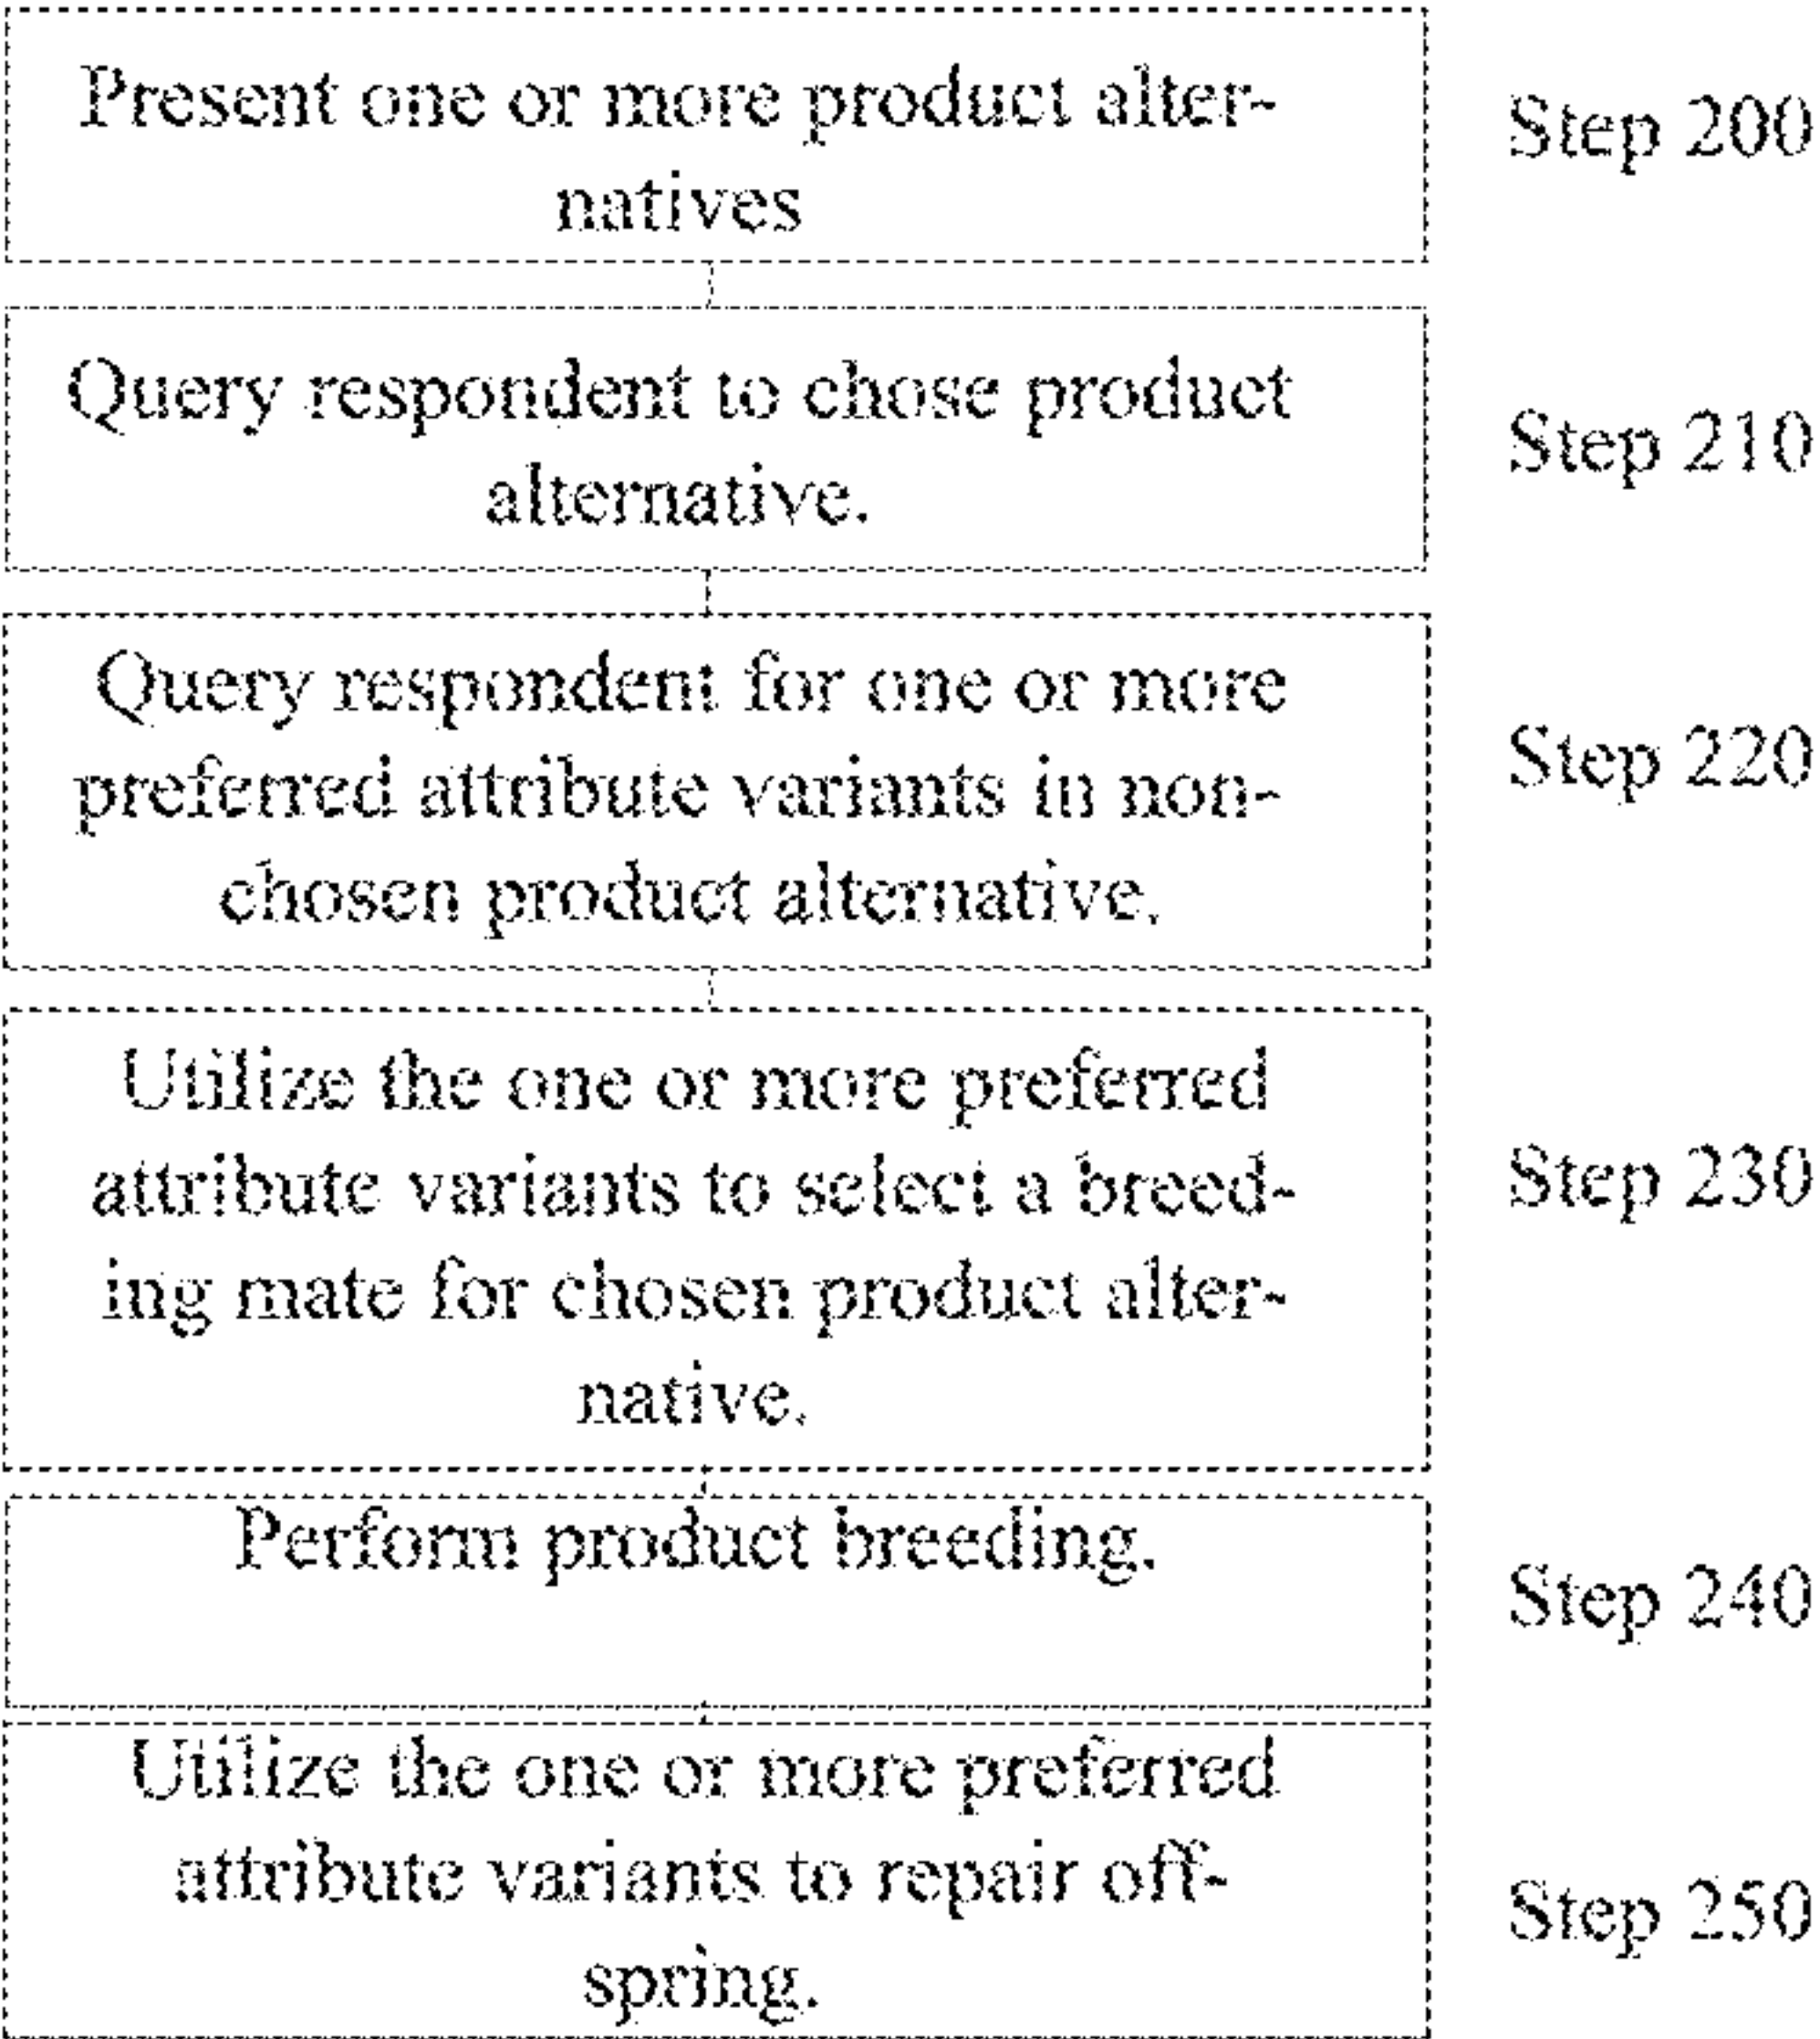 Present one or more product alter-
natives
Step 200
Query respondent to chose product
alternative.
Step 210
Query respondent for one or more
preferred attribute variants in non-
chosen product alternative.
Step 220
Utilize the one or more preferred
attribute variants to select a breed-
ing mate for chosen product alter-
native.
Step 230
Perform product breeding.
Step 240
Utilize the one or more preferred
attribute variants to repair off-
spring.
Step 250